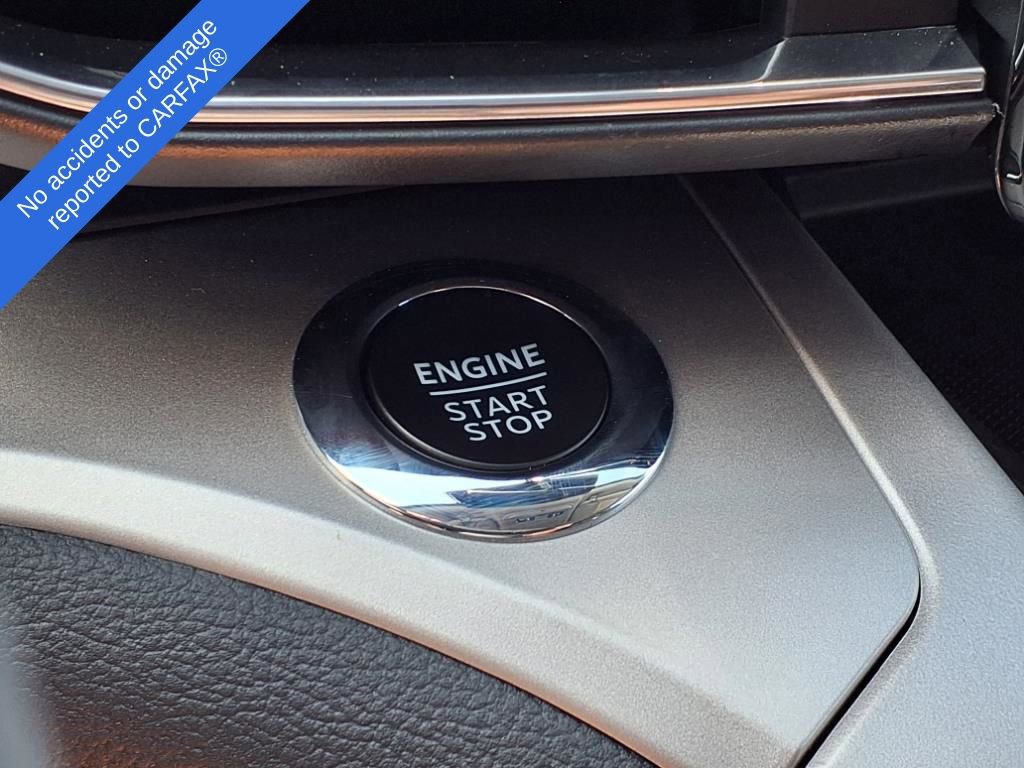 No accidents or damage
reported to CARFAX®
ENGINE
START
STOP